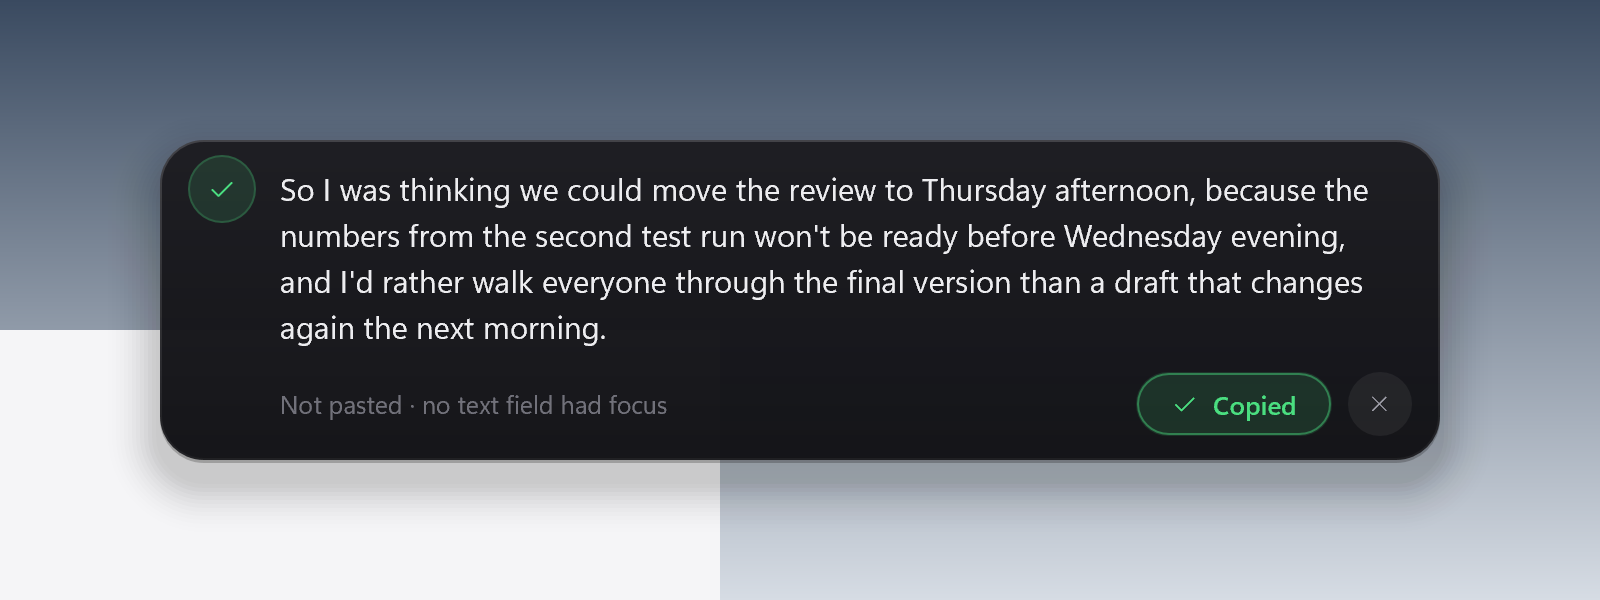 So I was thinking we could move the review to Thursday afternoon, because the
numbers from the second test run won't be ready before Wednesday evening,
and I'd rather walk everyone through the final version than a draft that changes
again the next morning.
Not pasted · no text field had focus
Copied